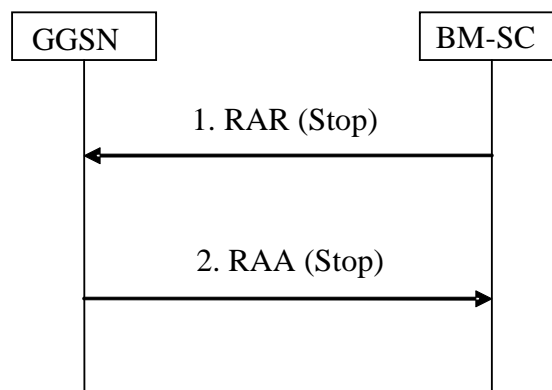 GGSN
BM-SC
1. RAR (Stop)
2. RAA (Stop)